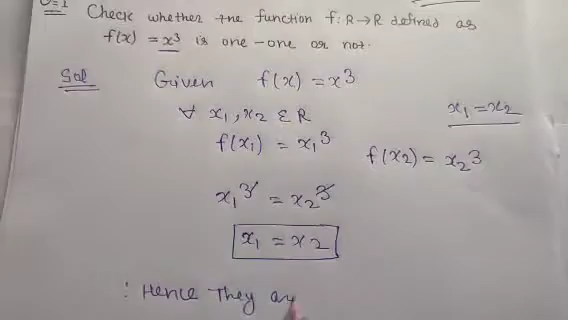 Q=1 Check whether the function f: R→R defined as
f(x) = x³ is one-one or not.
Sol Given f(x) = x³
∀ x₁, x₂ ε R x₁ = x₂
f(x₁) = x₁³ f(x₂) = x₂³
x₁³ = x₂³
x₁ = x₂
: Hence They ar